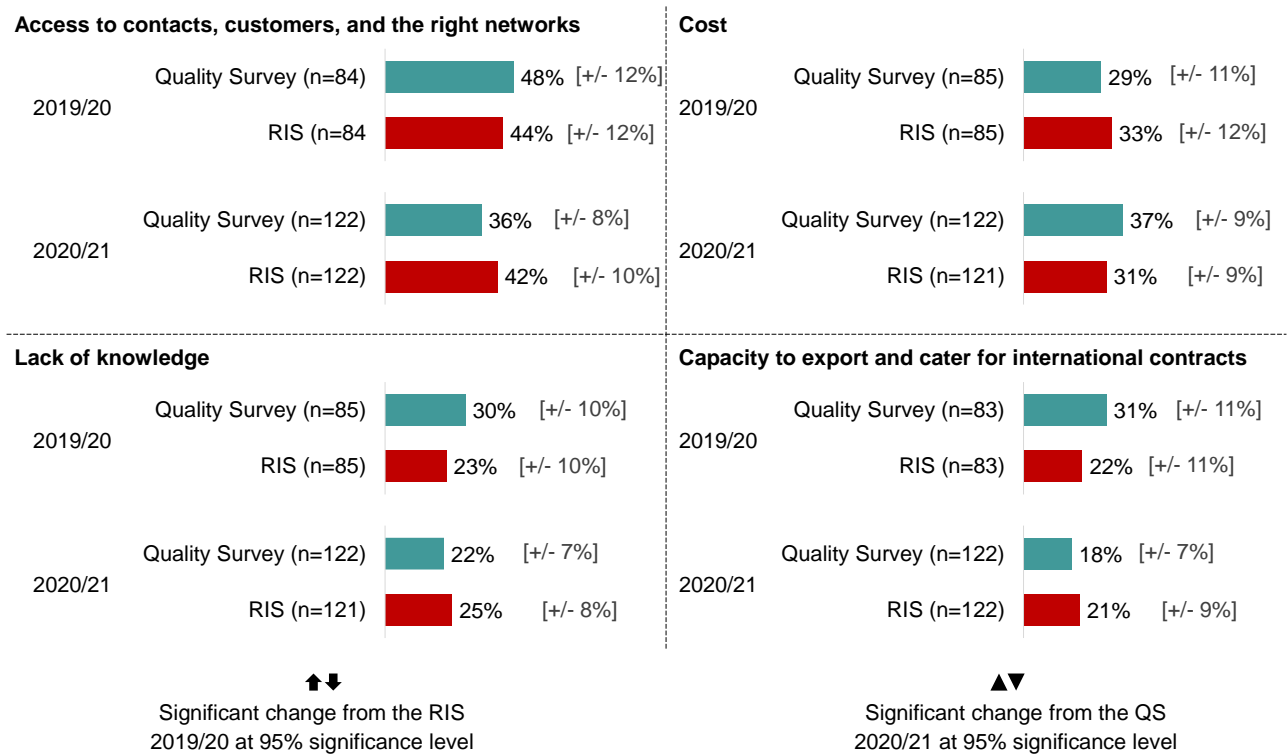 Access to contacts, customers, and the right networks
Quality Survey (n=84) 48% [+/- 12%]
2019/20
RIS (n=84 44% [+/- 12%]
Quality Survey (n=122) 36% [+/- 8%]
2020/21
RIS (n=122) 42% [+/- 10%]
Cost
Quality Survey (n=85) 29% [+/- 11%]
2019/20
RIS (n=85) 33% [+/- 12%]
Quality Survey (n=122) 37% [+/- 9%]
2020/21
RIS (n=121) 31% [+/- 9%]
Lack of knowledge
Quality Survey (n=85) 30% [+/- 10%]
2019/20
RIS (n=85) 23% [+/- 10%]
Quality Survey (n=122) 22% [+/- 7%]
2020/21
RIS (n=121) 25% [+/- 8%]
Capacity to export and cater for international contracts
Quality Survey (n=83) 31% [+/- 11%]
2019/20
RIS (n=83) 22% [+/- 11%]
Quality Survey (n=122) 18% [+/- 7%]
2020/21
RIS (n=122) 21% [+/- 9%]
🡅🡇
Significant change from the RIS
2019/20 at 95% significance level
▲▼
Significant change from the QS
2020/21 at 95% significance level